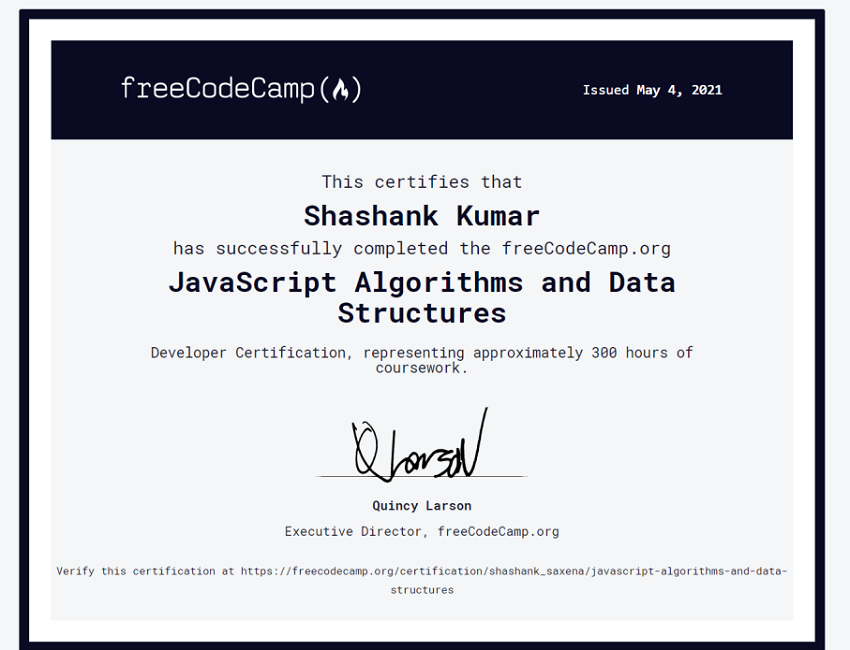 freeCodeCamp(🔥)
Issued May 4, 2021
This certifies that
Shashank Kumar
has successfully completed the freeCodeCamp.org
JavaScript Algorithms and Data
Structures
Developer Certification, representing approximately 300 hours of
coursework.
Q Larson
Quincy Larson
Executive Director, freeCodeCamp.org
Verify this certification at https://freecodecamp.org/certification/shashank_saxena/javascript-algorithms-and-data-
structures